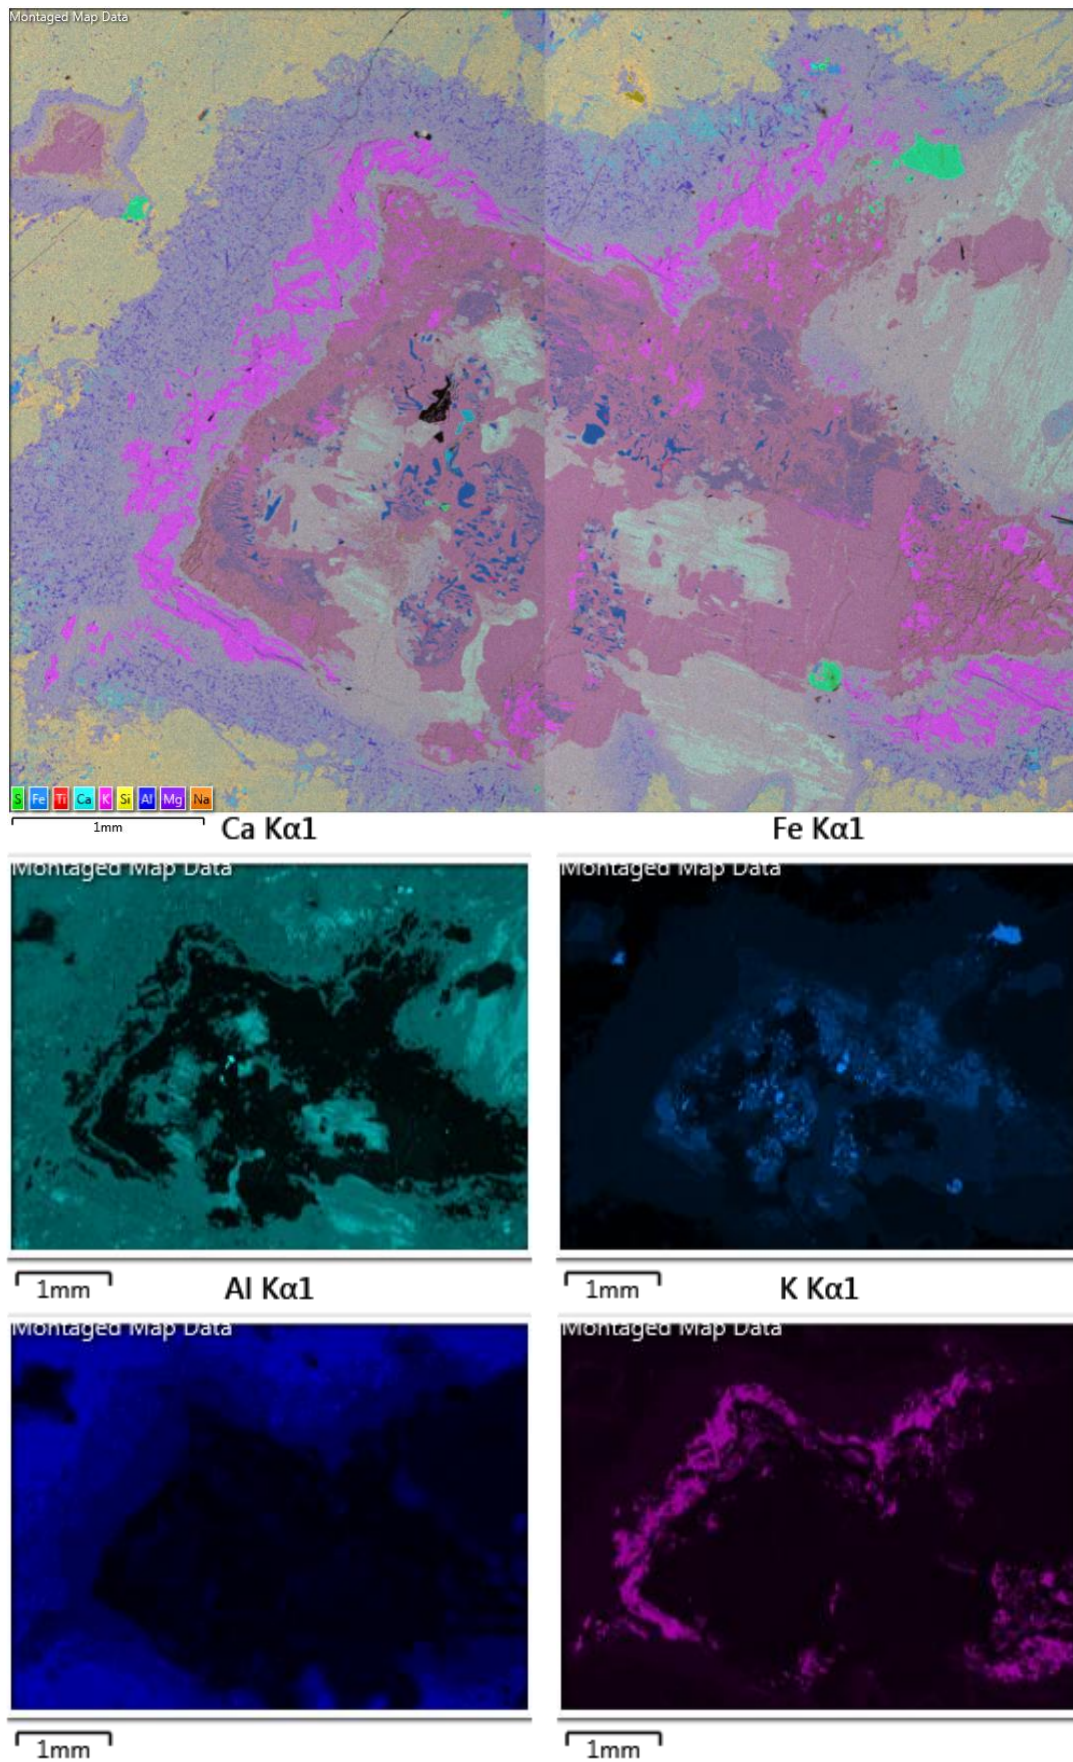 Montaged Map Data
S Fe Ti Ca K Si Al Mg Na
1mm
Ca Kα1
Fe Kα1
Montaged Map Data
Montaged Map Data
1mm
Al Kα1
1mm
K Kα1
Montaged Map Data
Montaged Map Data
1mm
1mm